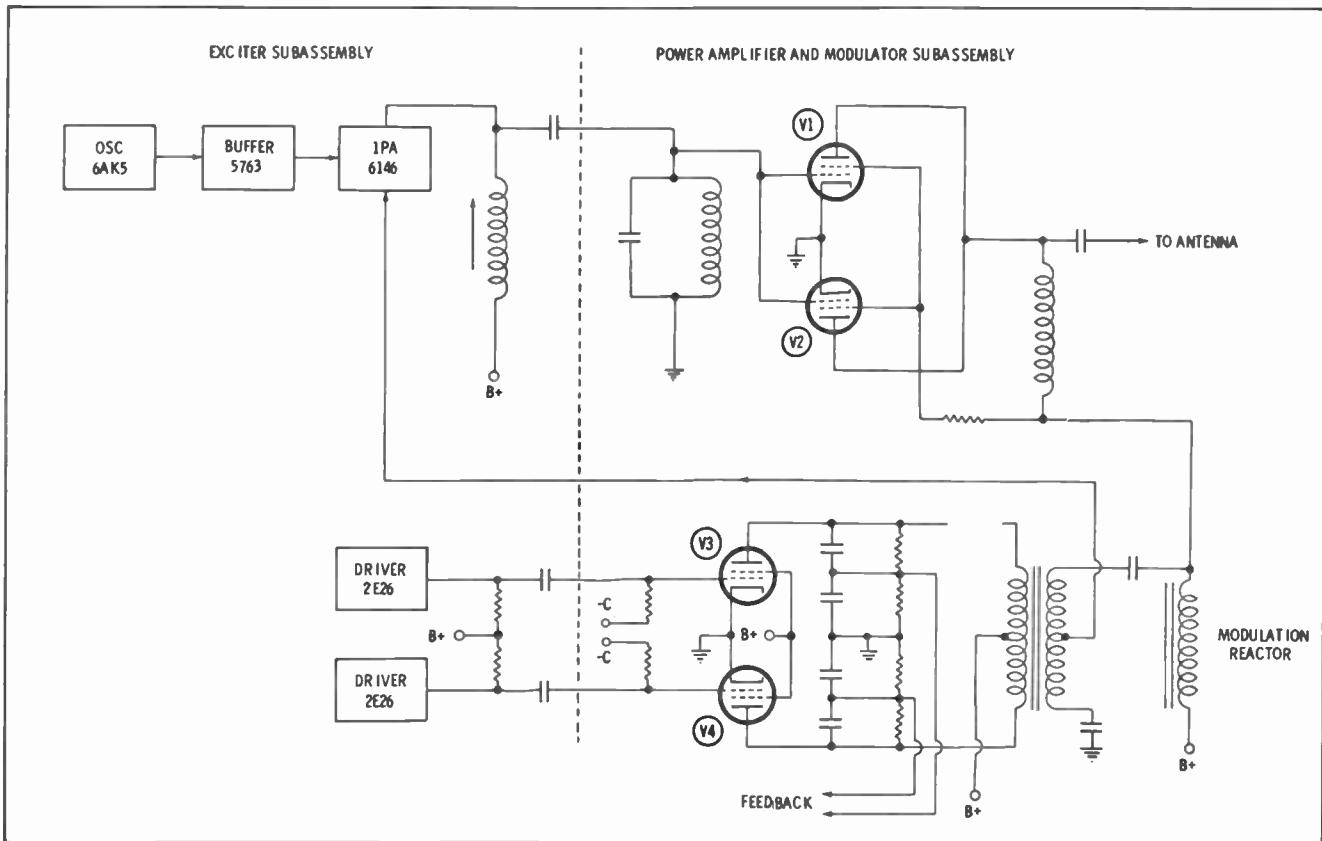 EXCITER SUBASSEMBLY
POWER AMPLIFIER AND MODULATOR SUBASSEMBLY
OSC
6AK5
BUFFER
5763
1PA
6146
B+
V1
V2
TO ANTENNA
DRIVER
2E26
DRIVER
2E26
B+
-C
-C
V3
B+
V4
FEEDBACK
B+
MODULATION
REACTOR
B+